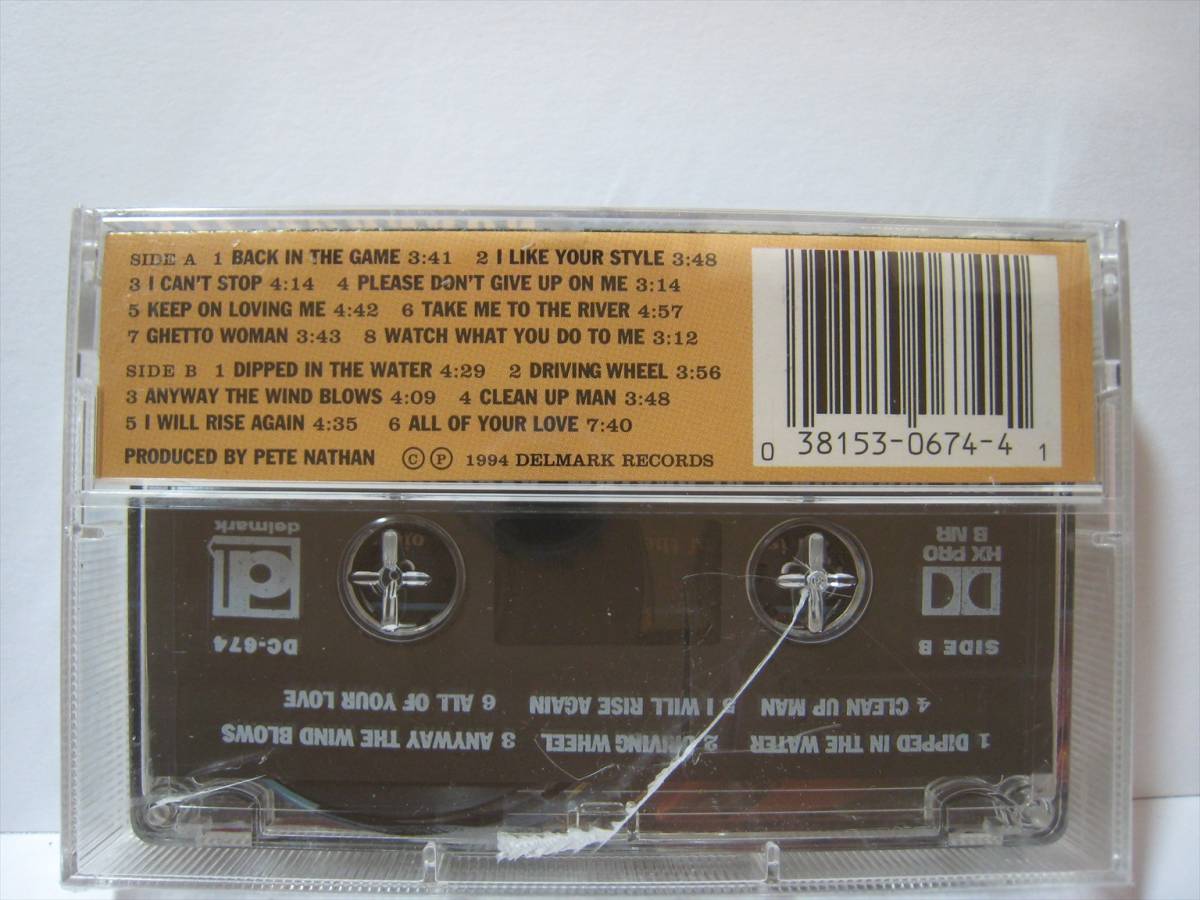 SIDE A 1 BACK IN THE GAME 3:41 2 I LIKE YOUR STYLE 3:48
3 I CAN'T STOP 4:14 4 PLEASE DON'T GIVE UP ON ME 3:14
5 KEEP ON LOVING ME 4:42 6 TAKE ME TO THE RIVER 4:57
7 GHETTO WOMAN 3:43 8 WATCH WHAT YOU DO TO ME 3:12
SIDE B 1 DIPPED IN THE WATER 4:29 2 DRIVING WHEEL 3:56
3 ANYWAY THE WIND BLOWS 4:09 4 CLEAN UP MAN 3:48
5 I WILL RISE AGAIN 4:35 6 ALL OF YOUR LOVE 7:40
PRODUCED BY PETE NATHAN © ℗ 1994 DELMARK RECORDS
0 38153-0674-4 1
1 DIPPED IN THE WATER 2 DRIVING WHEEL 3 ANYWAY THE WIND BLOWS
4 CLEAN UP MAN 5 I WILL RISE AGAIN 6 ALL OF YOUR LOVE
SIDE B
DC-674
HX PRO
B NR
delmark